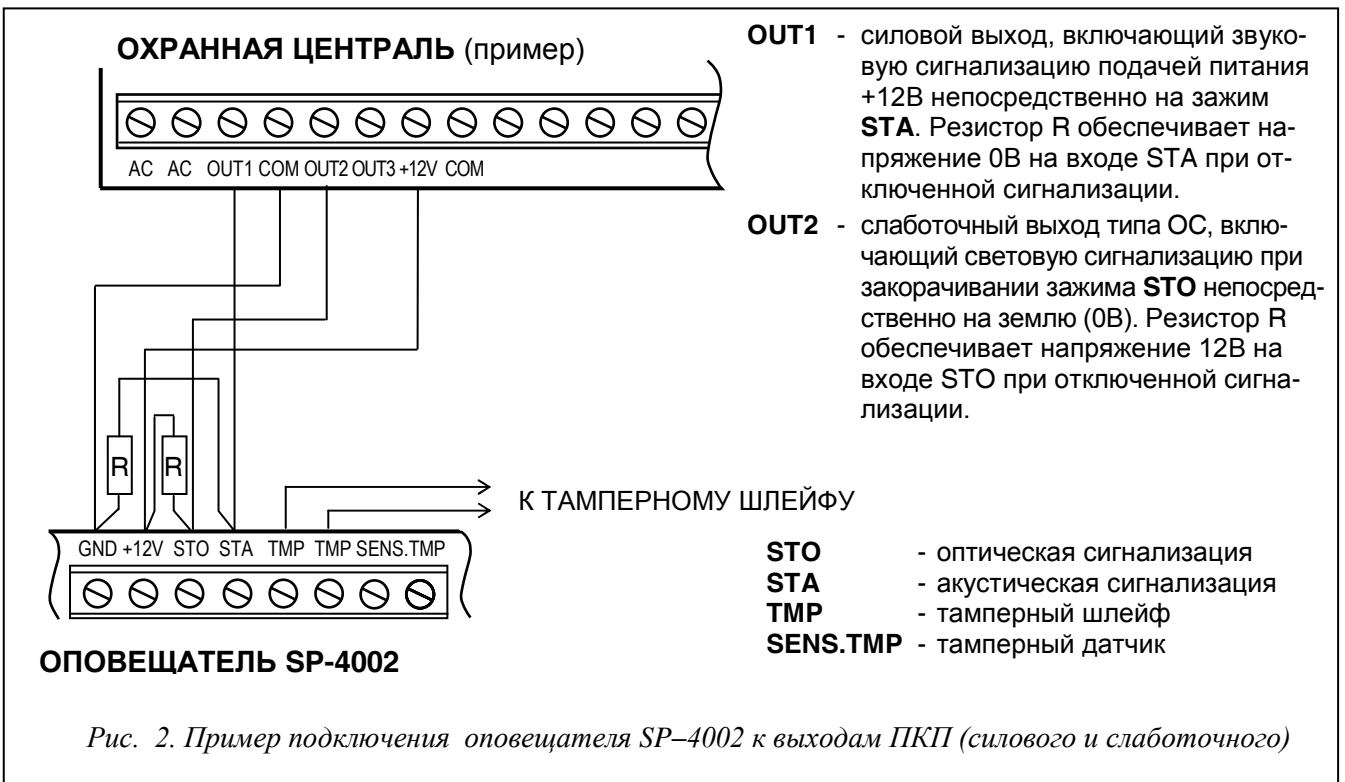 ОХРАННАЯ ЦЕНТРАЛЬ (пример)
AC AC OUT1 COM OUT2 OUT3 +12V COM
OUT1 - силовой выход, включающий звуко-
вую сигнализацию подачей питания
+12В непосредственно на зажим
STA. Резистор R обеспечивает на-
пряжение 0В на входе STA при от-
ключенной сигнализации.
OUT2 - слаботочный выход типа ОС, вклю-
чающий световую сигнализацию при
закорачивании зажима STO непосред-
ственно на землю (0В). Резистор R
обеспечивает напряжение 12В на
входе STO при отключенной сигна-
лизации.
R R
К ТАМПЕРНОМУ ШЛЕЙФУ
GND +12V STO STA TMP TMP SENS.TMP
STO - оптическая сигнализация
STA - акустическая сигнализация
TMP - тамперный шлейф
SENS.TMP - тамперный датчик
ОПОВЕЩАТЕЛЬ SP-4002
Рис. 2. Пример подключения оповещателя SP–4002 к выходам ПКП (силового и слаботочного)